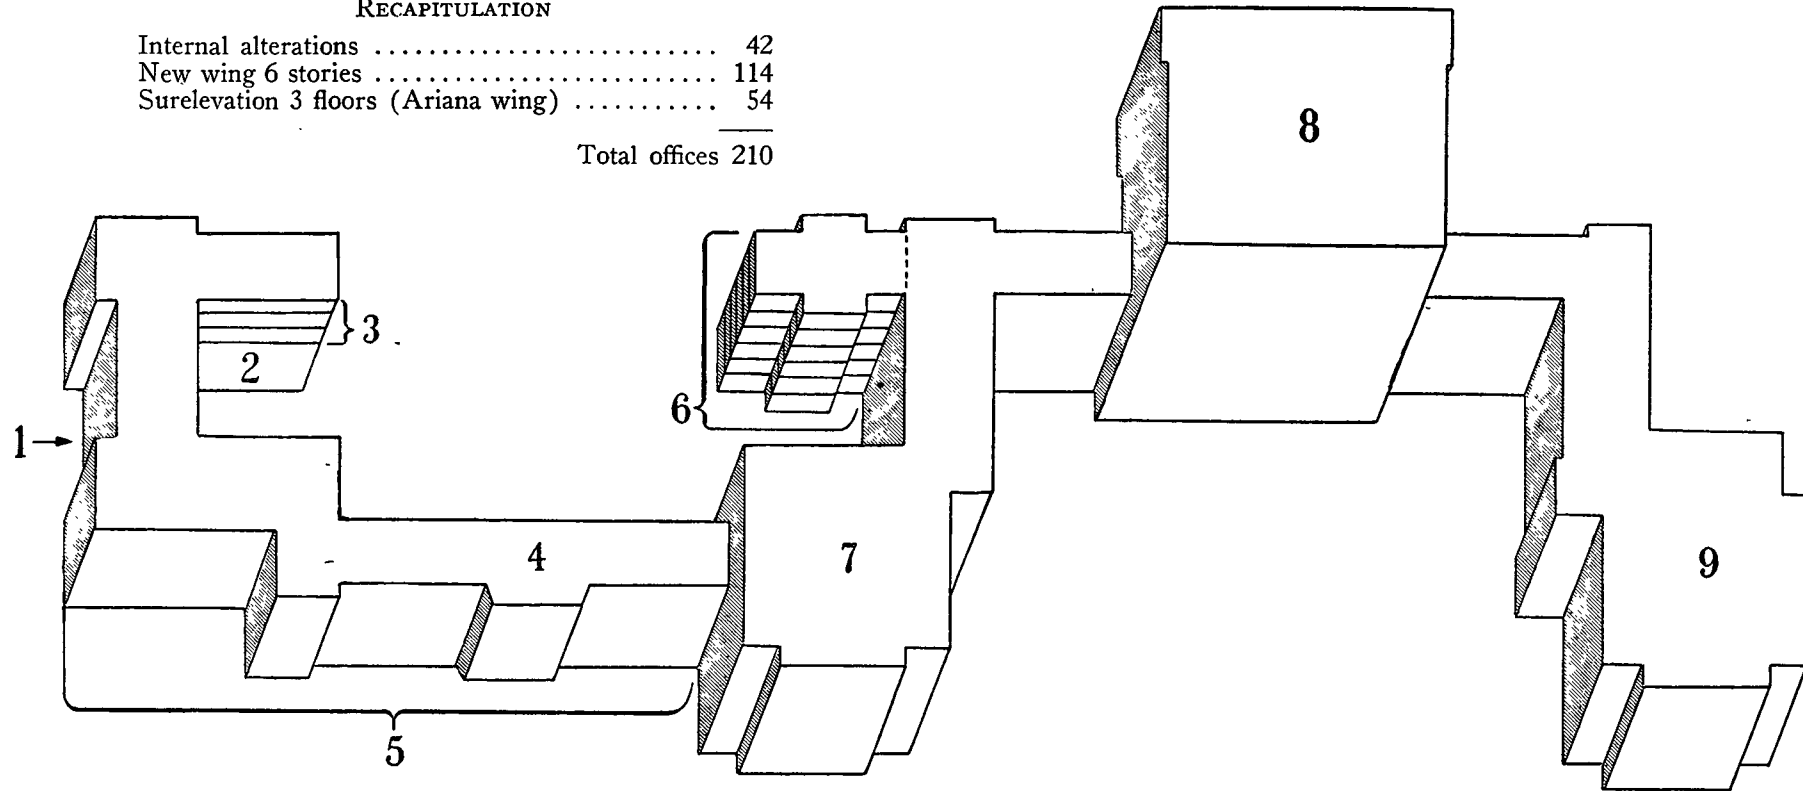 RECAPITULATION
Internal alterations .......................... 42
New wing 6 stories .......................... 114
Surelevation 3 floors (Ariana wing) ........... 54
Total offices 210
8
3
2
6
1
4
7
9
5